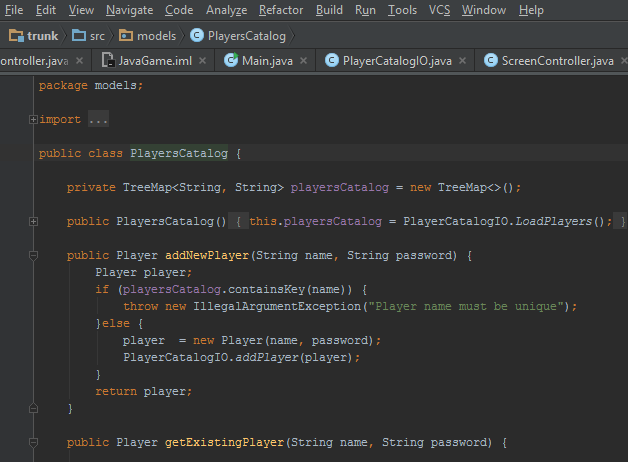 File Edit View Navigate Code Analyze Refactor Build Run Tools VCS Window Help
trunk src models PlayersCatalog
ontroller.java JavaGame.iml Main.java PlayerCatalogIO.java ScreenController.java
package models;
import ...
public class PlayersCatalog {
private TreeMap<String, String> playersCatalog = new TreeMap<>();
public PlayersCatalog() { this.playersCatalog = PlayerCatalogIO.LoadPlayers(); }
public Player addNewPlayer(String name, String password) {
Player player;
if (playersCatalog.containsKey(name)) {
throw new IllegalArgumentException("Player name must be unique");
}else {
player  = new Player(name, password);
PlayerCatalogIO.addPlayer(player);
}
return player;
}
public Player getExistingPlayer(String name, String password) {